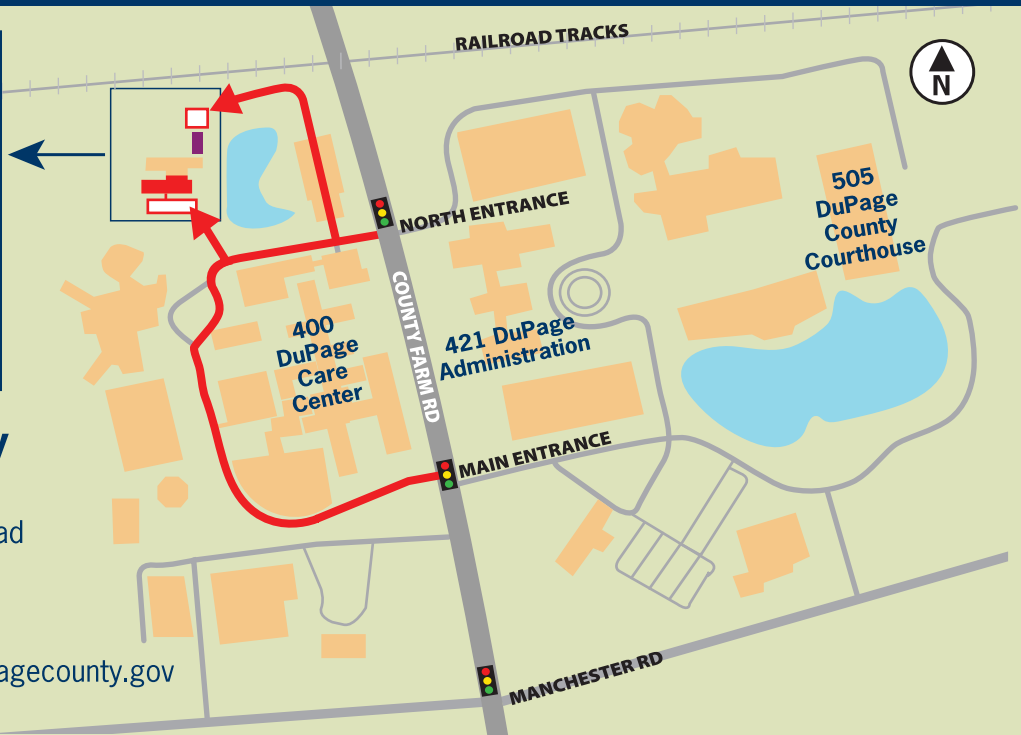 RAILROAD TRACKS
N
NORTH ENTRANCE
505
DuPage
County
Courthouse
COUNTY FARM RD
400
DuPage
Care
Center
421 DuPage
Administration
MAIN ENTRANCE
y
ad
agecounty.gov
MANCHESTER RD